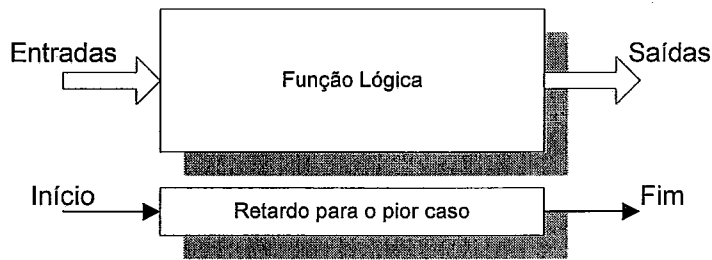 Entradas
Função Lógica
Saídas
Início
Retardo para o pior caso
Fim